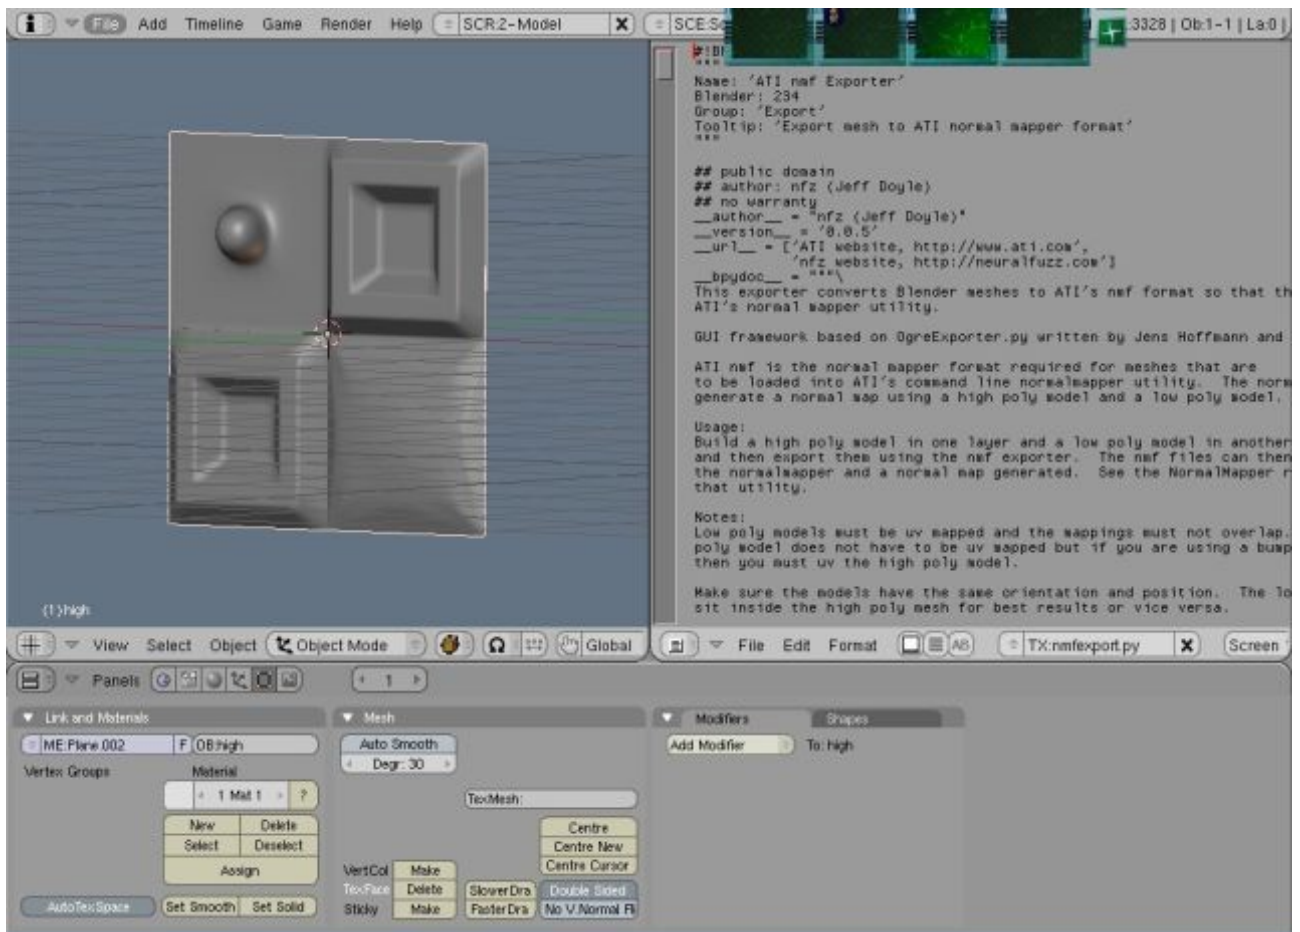 File Add Timeline Game Render Help SCR:2-Model X SCE:Sc :3328 | Ob:1-1 | La:0 |
Name: 'ATI nmf Exporter'
Blender: 234
Group: 'Export'
Tooltip: 'Export mesh to ATI normal mapper format'
"""
## public domain
## author: nfz (Jeff Doyle)
## no warranty
__author__ = "nfz (Jeff Doyle)"
__version__ = '0.0.5'
__url__ = ['ATI website, http://www.ati.com',
'nfz website, http://neuralfuzz.com']
__bpydoc__ = """\
This exporter converts Blender meshes to ATI's nmf format so that th
ATI's normal mapper utility.
GUI framework based on OgreExporter.py written by Jens Hoffmann and
ATI nmf is the normal mapper format required for meshes that are
to be loaded into ATI's command line normalmapper utility. The norm
generate a normal map using a high poly model and a low poly model.
Usage:
Build a high poly model in one layer and a low poly model in another
and then export them using the nmf exporter. The nmf files can then
the normalmapper and a normal map generated. See the NormalMapper r
that utility.
Notes:
Low poly models must be uv mapped and the mappings must not overlap.
poly model does not have to be uv mapped but if you are using a bump
then you must uv the high poly model.
Make sure the models have the same orientation and position. The lo
sit inside the high poly mesh for best results or vice versa.
(1) high
View Select Object Object Mode Global
File Edit Format AB TX:nmfexport.py X Screen
Panels 1
Link and Materials
ME:Plane.002 F OB:high
Vertex Groups Material
1 Mat 1 ?
New Delete
Select Deselect
Assign
AutoTexSpace Set Smooth Set Solid
Mesh
Auto Smooth
Degr: 30
TexMesh:
Centre
Centre New
Centre Cursor
VertCol Make
TexFace Delete SlowerDra Double Sided
Sticky Make FasterDra No V.Normal Fl
Modifiers Shapes
Add Modifier To: high